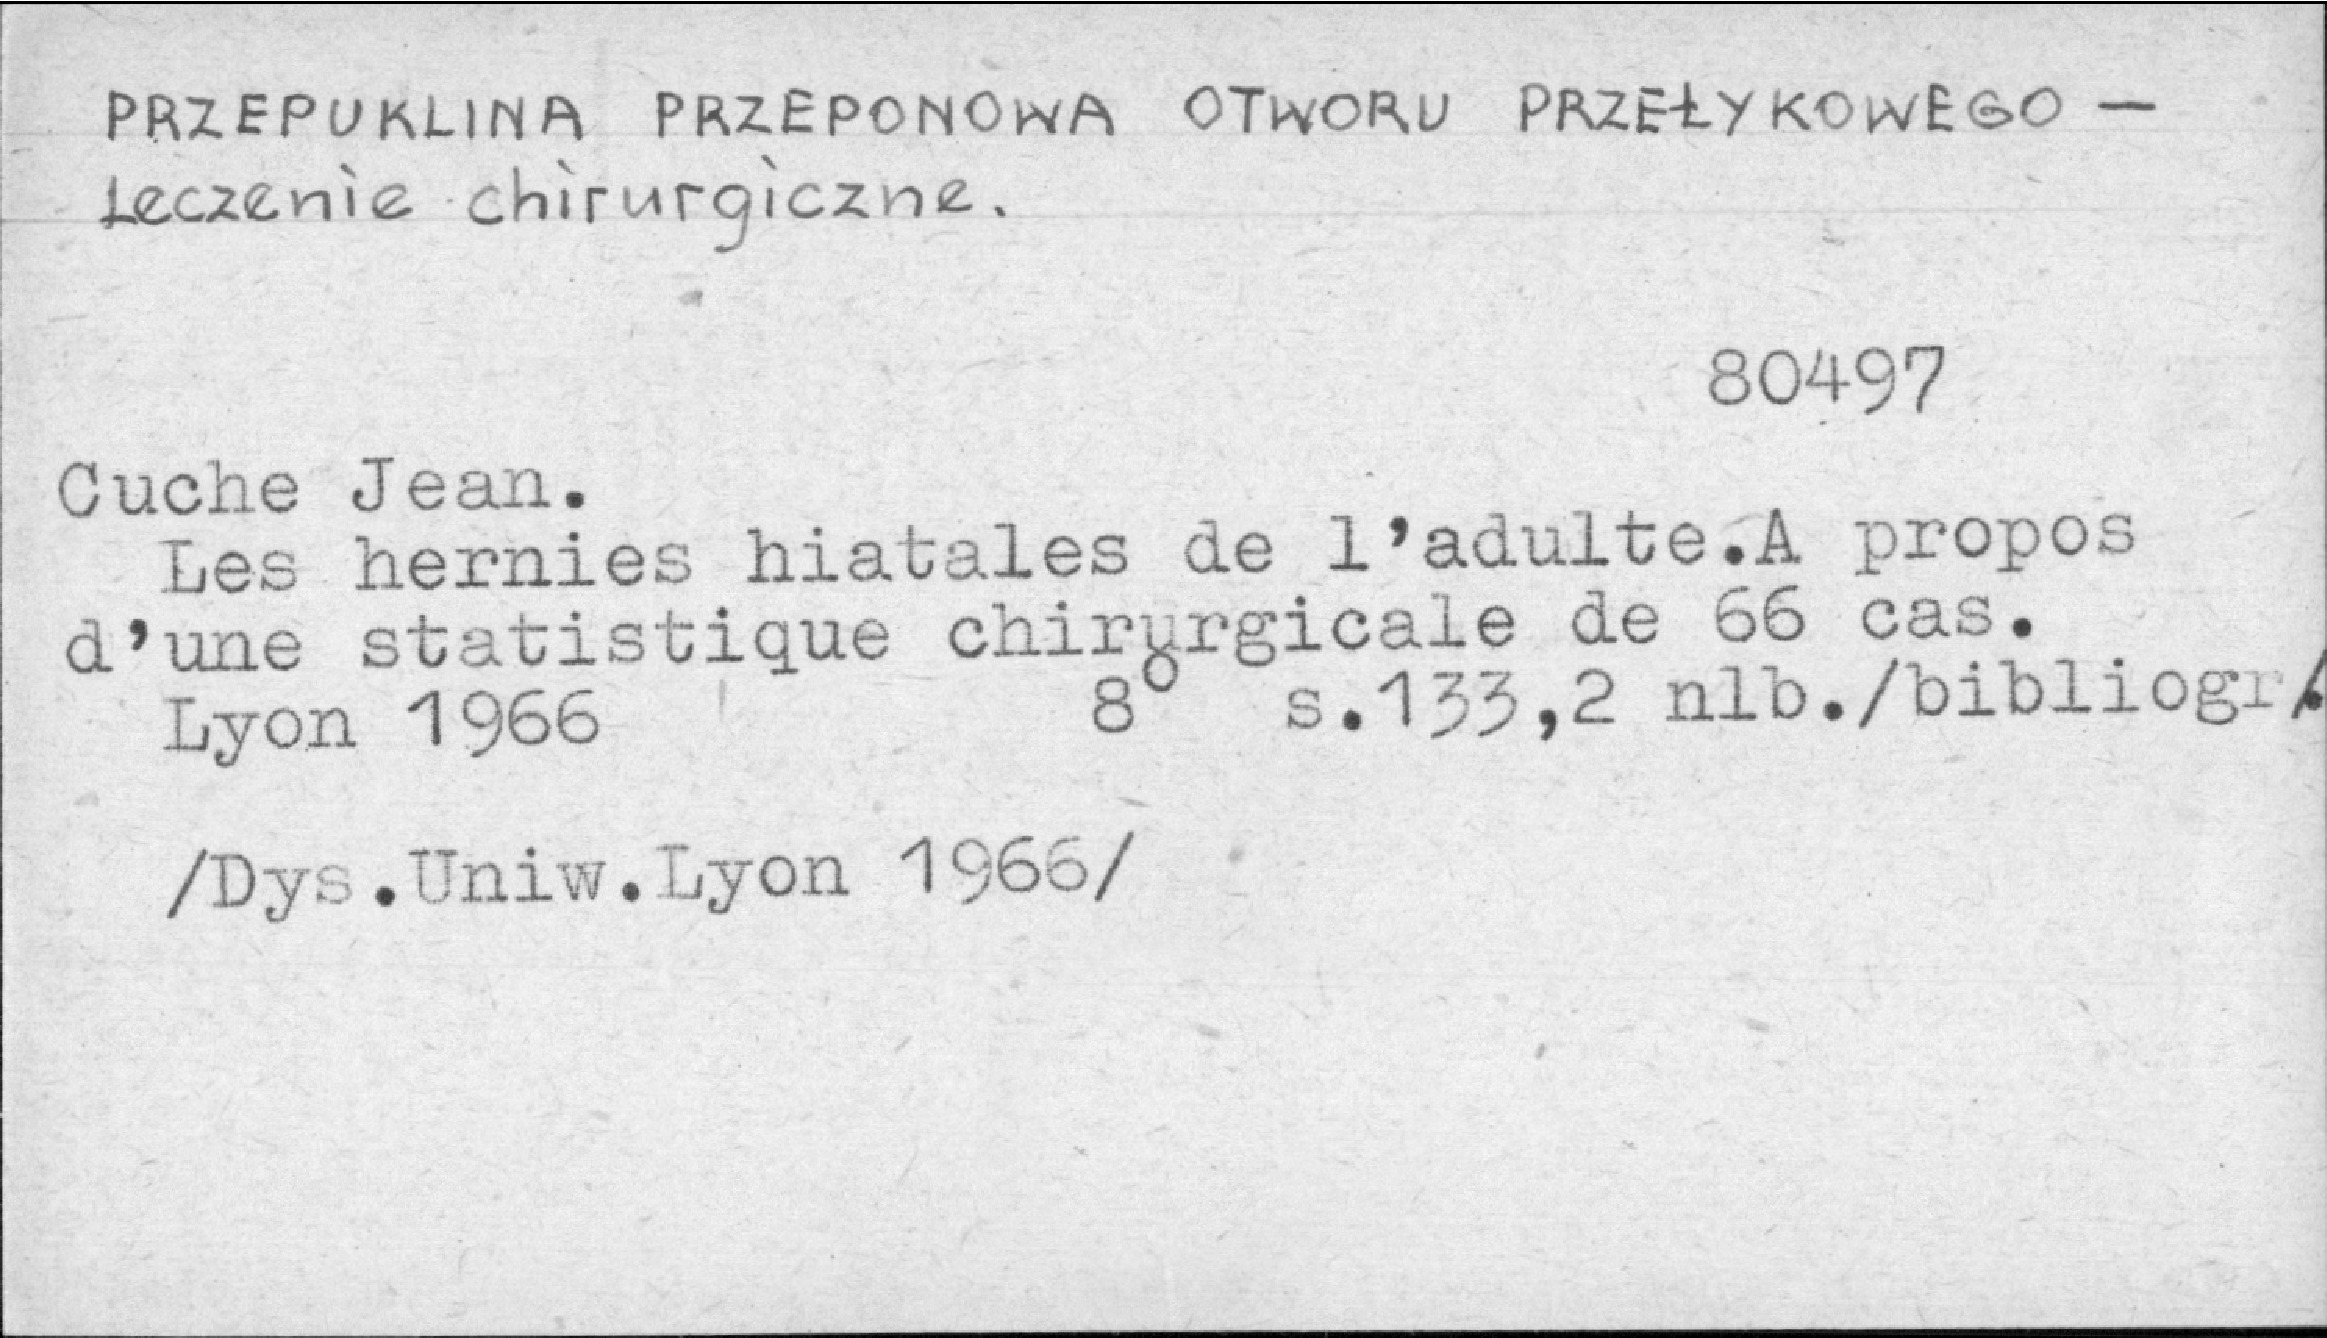 PRZEPUKLINA PRZEPONOWA OTWORU PRZEŁYKOWEGO —
Leczenie chirurgiczne.
80497
Cuche Jean.
Les hernies hiatales de l'adulte.A propos
d'une statistique chirurgicale de 66 cas.
Lyon 1966 8o s.133,2 nlb./bibliogr/.
/Dys.Uniw.Lyon 1966/